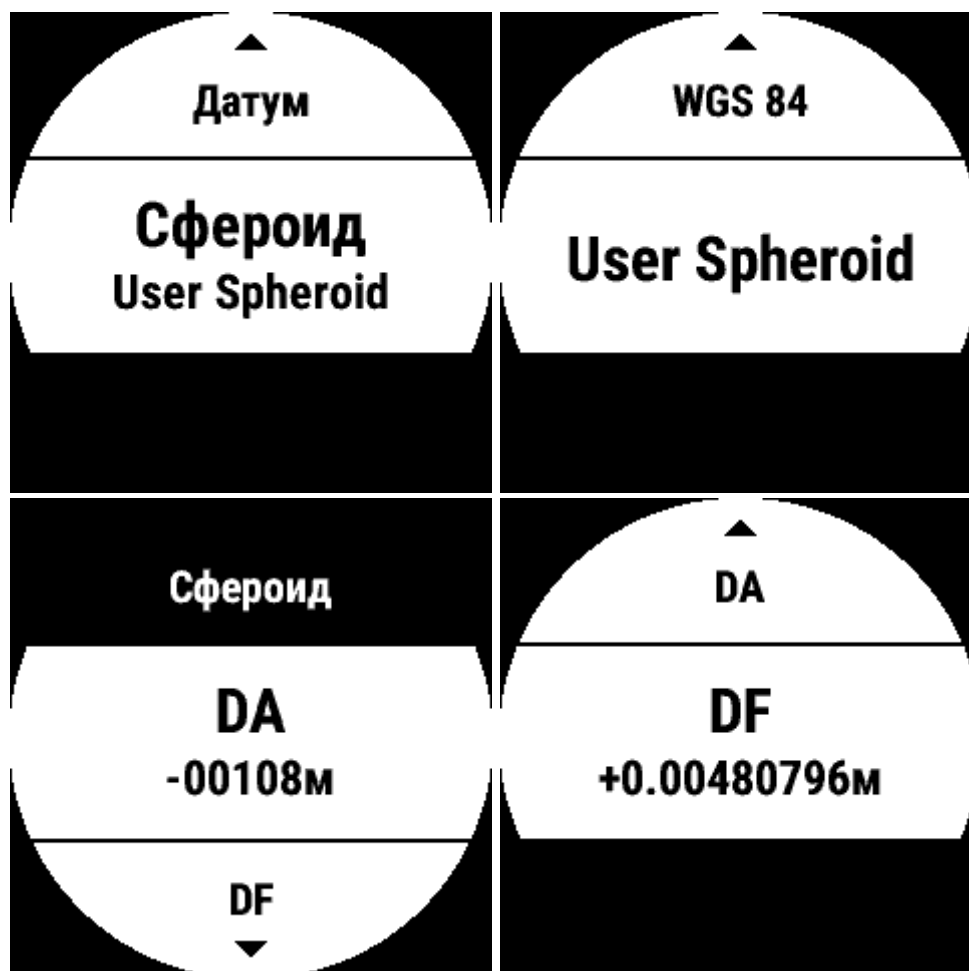 Датум
Сфероид
User Spheroid
WGS 84
User Spheroid
Сфероид
DA
-00108м
DF
DA
DF
+0.00480796м